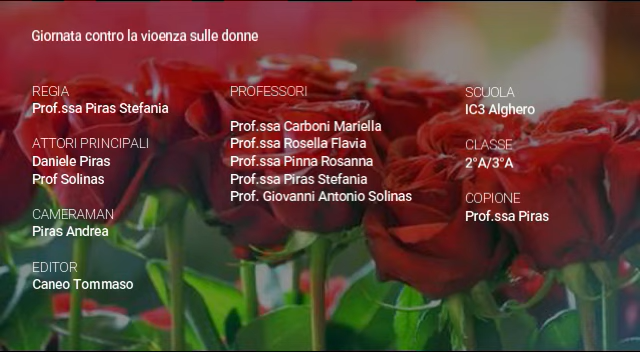 Giornata contro la vioenza sulle donne
REGIA
Prof.ssa Piras Stefania
ATTORI PRINCIPALI
Daniele Piras
Prof Solinas
CAMERAMAN
Piras Andrea
EDITOR
Caneo Tommaso
PROFESSORI
Prof.ssa Carboni Mariella
Prof.ssa Rosella Flavia
Prof.ssa Pinna Rosanna
Prof.ssa Piras Stefania
Prof. Giovanni Antonio Solinas
SCUOLA
IC3 Alghero
CLASSE
2°A/3°A
COPIONE
Prof.ssa Piras